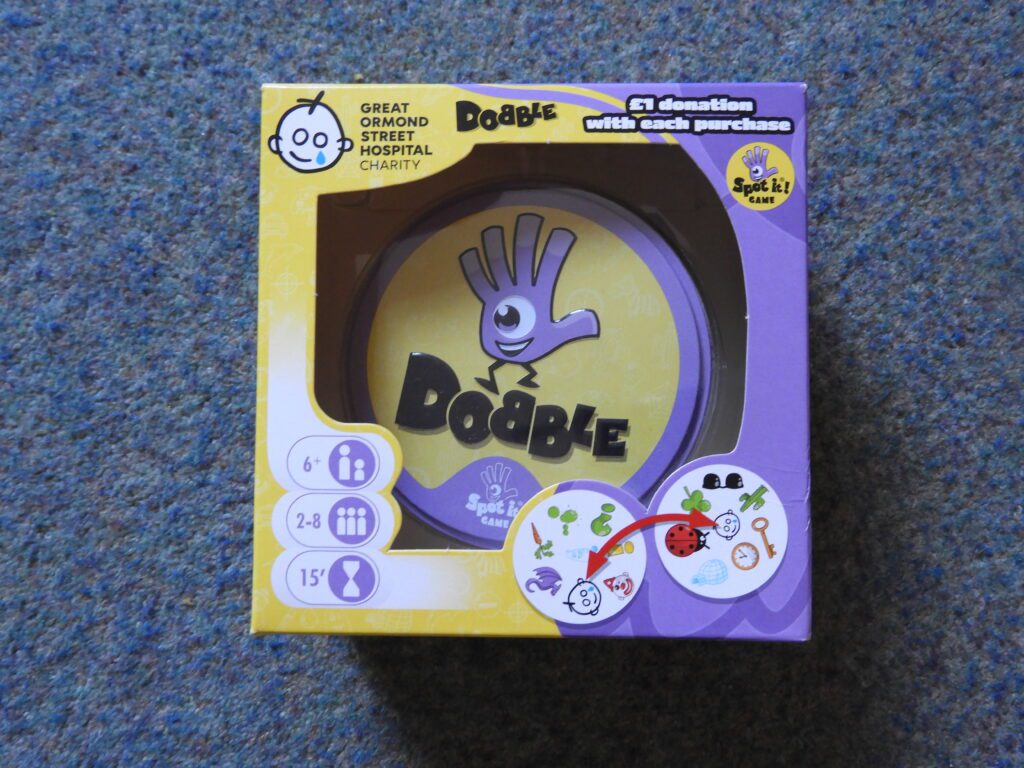 GREAT
ORMOND
STREET
HOSPITAL
CHARITY
DOBBLE
£1 donation
with each purchase
Spot it!
GAME
DOBBLE
Spot it!
GAME
6+
2-8
15’